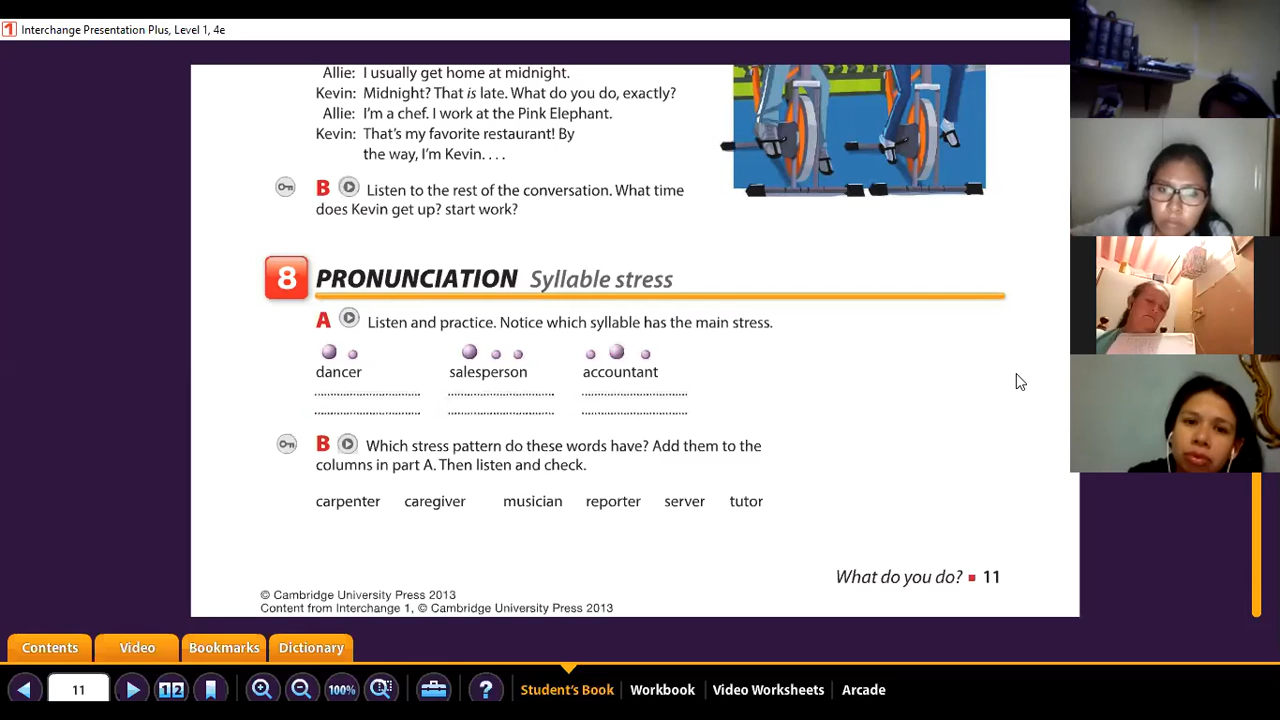 Interchange Presentation Plus, Level 1, 4e
Allie: I usually get home at midnight.
Kevin: Midnight? That is late. What do you do, exactly?
Allie: I'm a chef. I work at the Pink Elephant.
Kevin: That's my favorite restaurant! By
the way, I'm Kevin. . . .
B Listen to the rest of the conversation. What time
does Kevin get up? start work?
8 PRONUNCIATION Syllable stress
A Listen and practice. Notice which syllable has the main stress.
dancer salesperson accountant
B Which stress pattern do these words have? Add them to the
columns in part A. Then listen and check.
carpenter caregiver musician reporter server tutor
What do you do? ■ 11
© Cambridge University Press 2013
Content from Interchange 1, © Cambridge University Press 2013
Contents Video Bookmarks Dictionary
11 12 100% ? Student's Book Workbook Video Worksheets Arcade